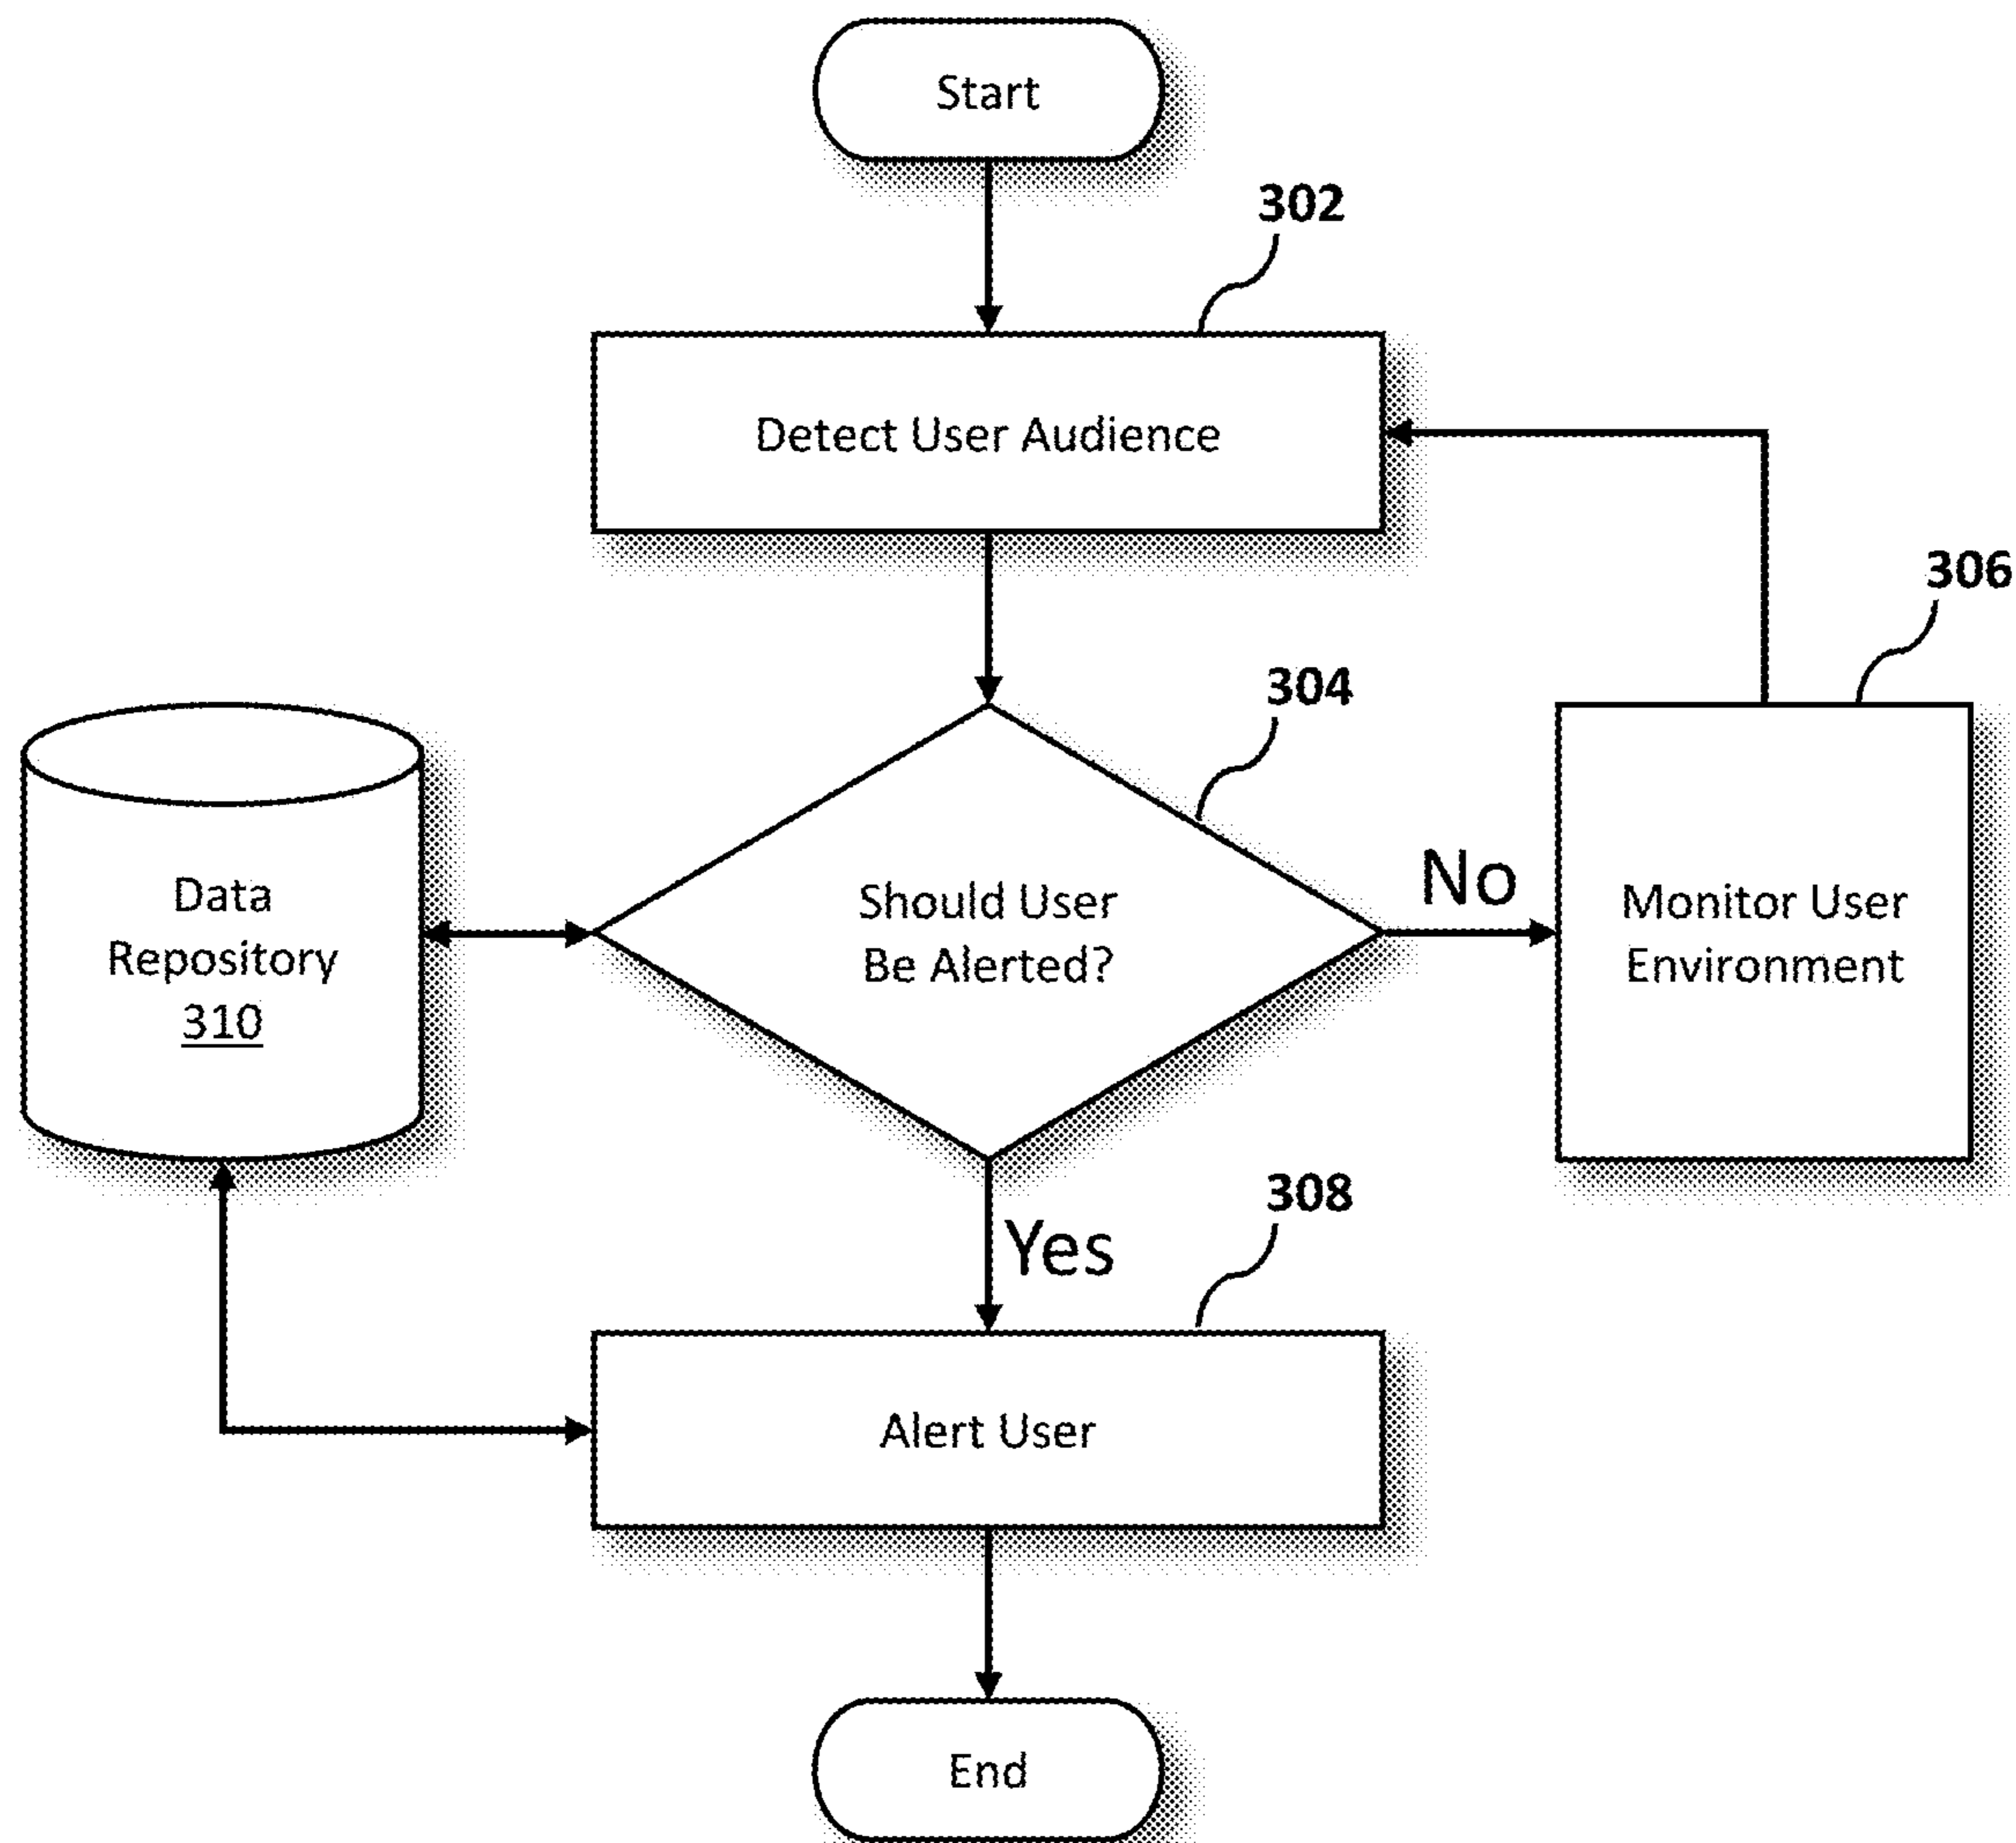 Start
302
Detect User Audience
306
304
Data
Repository
310
Should User
Be Alerted?
No
Monitor User
Environment
Yes
308
Alert User
End